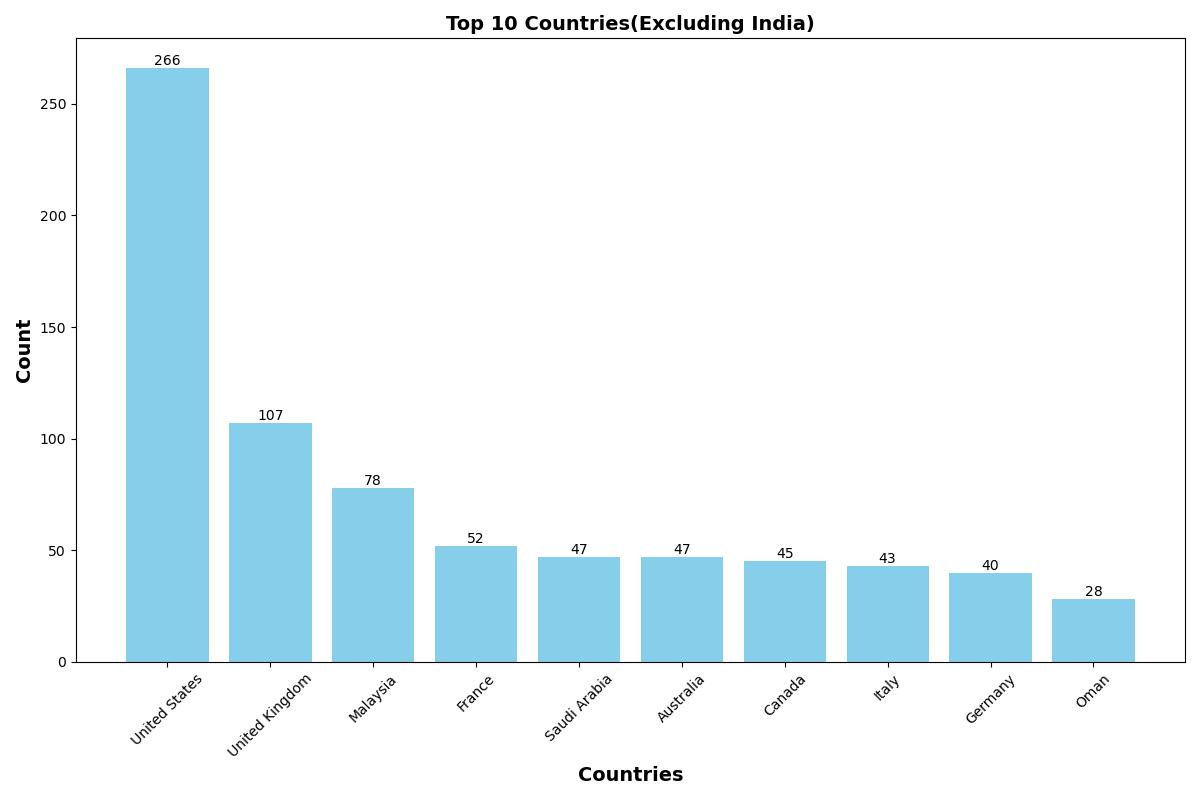 Top 10 Countries(Excluding India)
Count
250
200
150
100
50
0
266
107
78
52
47
47
45
43
40
28
United States
United Kingdom
Malaysia
France
Saudi Arabia
Australia
Canada
Italy
Germany
Oman
Countries